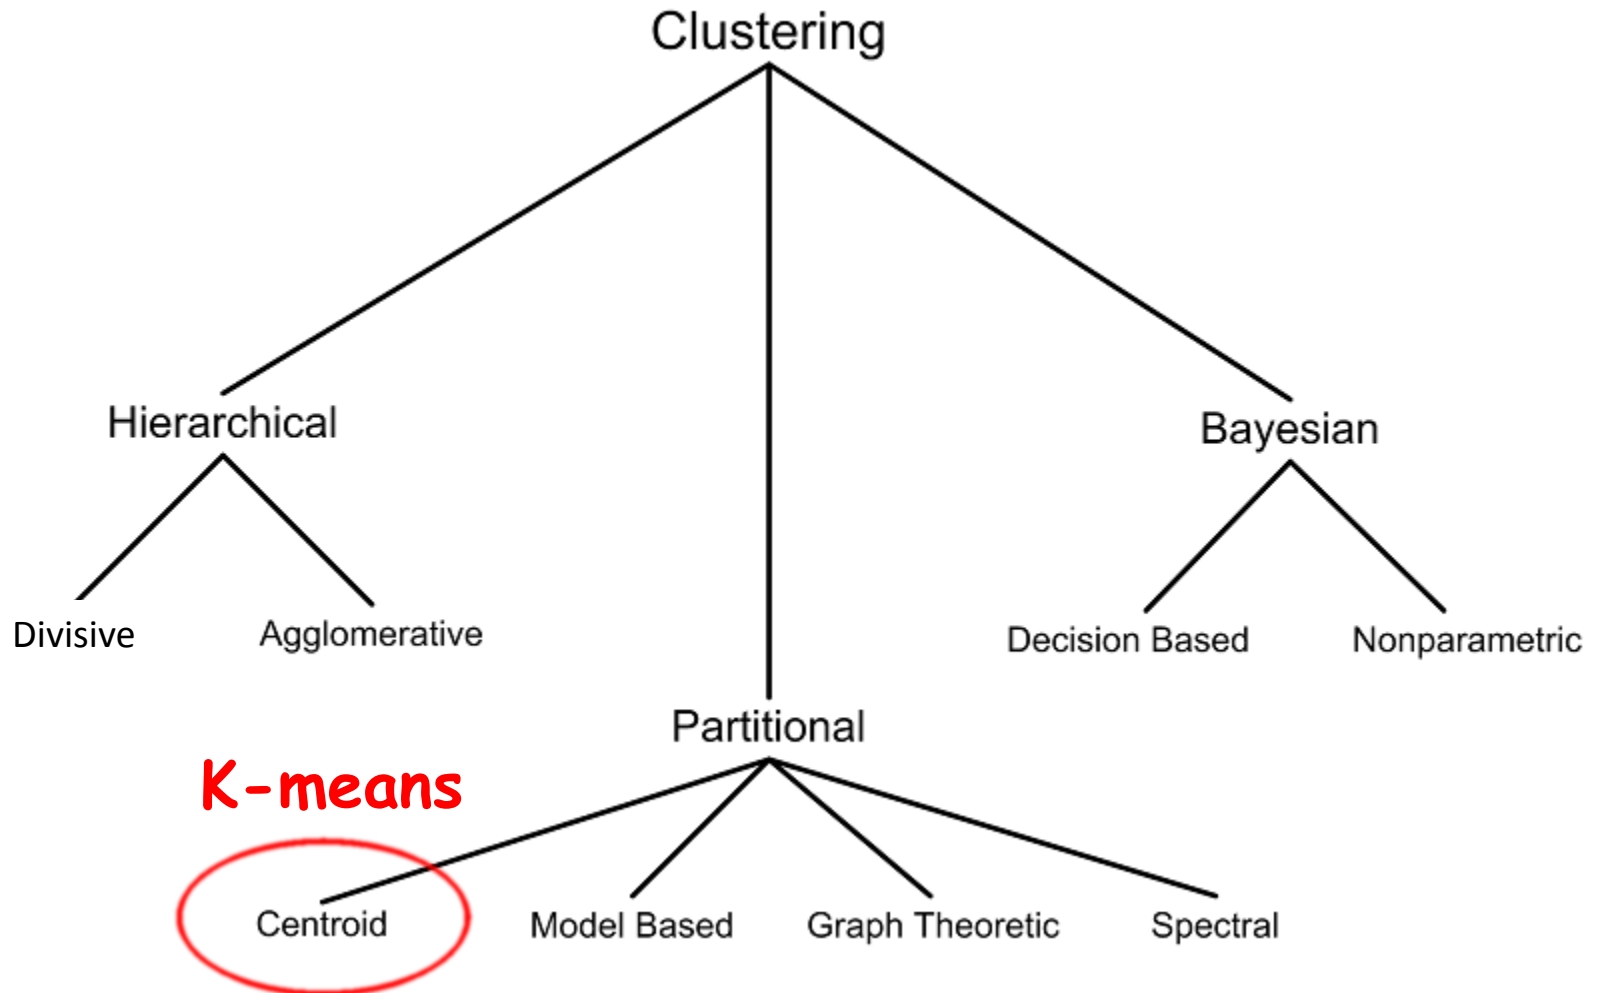 Clustering
Hierarchical
Bayesian
Divisive
Agglomerative
Decision Based
Nonparametric
Partitional
K-means
Centroid
Model Based
Graph Theoretic
Spectral